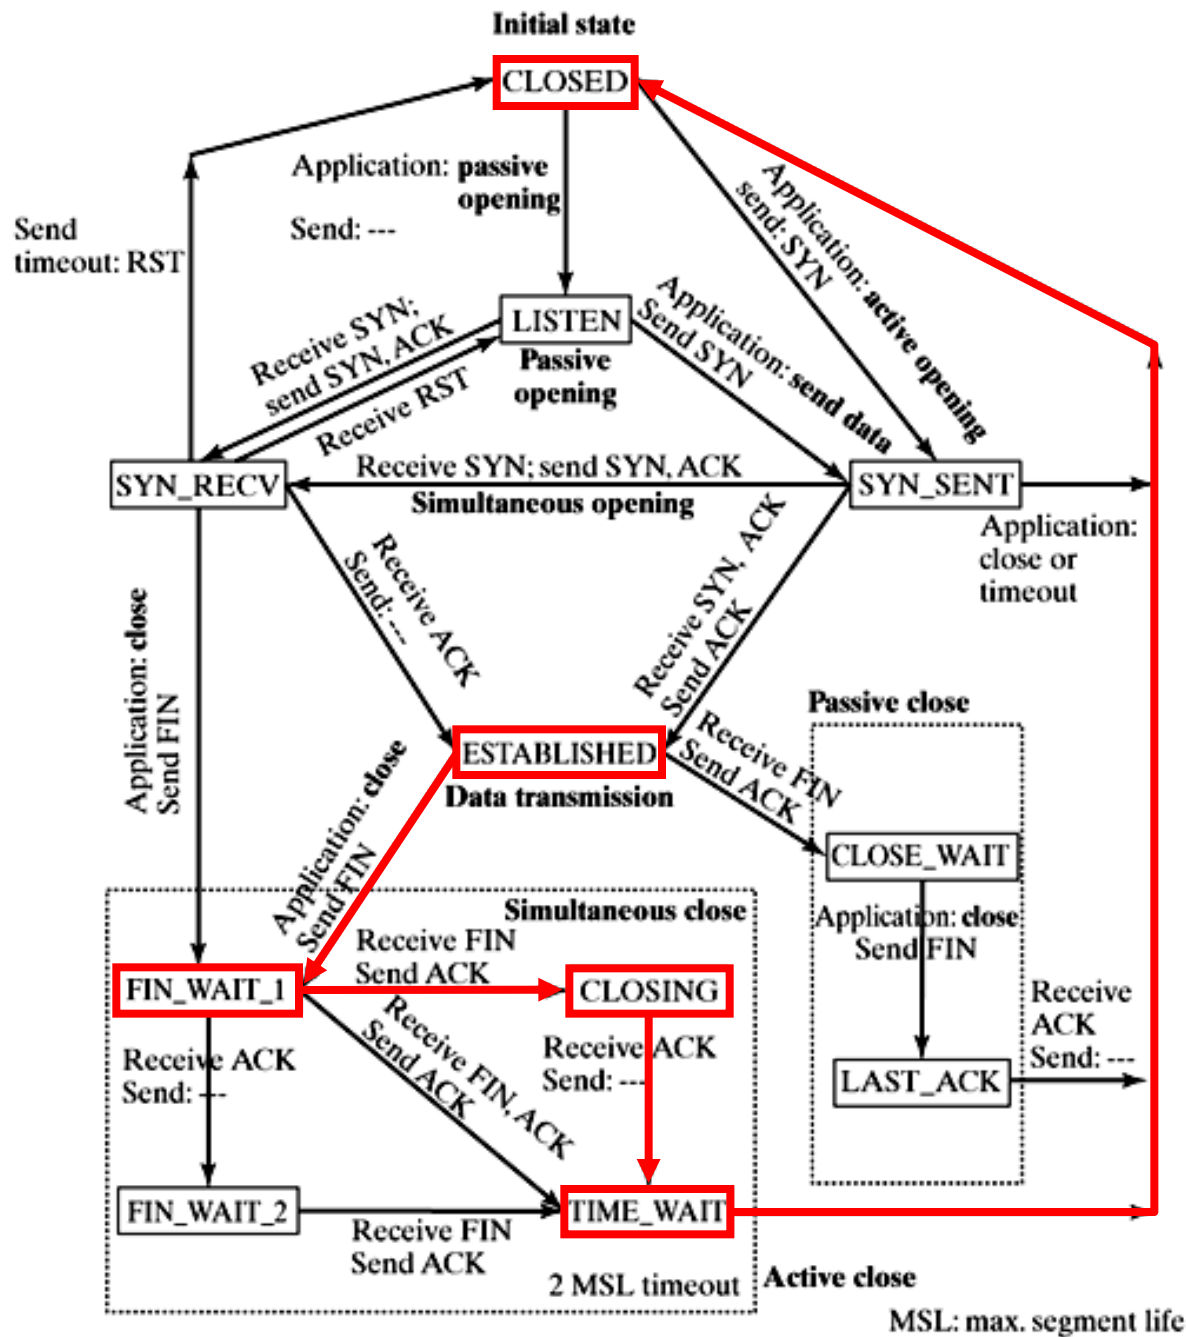 Initial state
CLOSED
Application: passive
opening
Send: ---
Send
timeout: RST
Application: active opening
send: SYN
LISTEN
Passive
opening
Receive SYN;
send SYN, ACK
Receive RST
Application: send data
Send SYN
SYN_RECV
Receive SYN; send SYN, ACK
Simultaneous opening
SYN_SENT
Application:
close or
timeout
Receive ACK
Send: ---
Receive SYN, ACK
Send ACK
Application: close
Send FIN
ESTABLISHED
Data transmission
Receive FIN
Send ACK
Passive close
CLOSE_WAIT
Application: close
Send FIN
LAST_ACK
Receive
ACK
Send: ---
Application: close
Send FIN
Simultaneous close
FIN_WAIT_1
Receive FIN
Send ACK
CLOSING
Receive ACK
Send: ---
Receive FIN, ACK
Send ACK
Receive ACK
Send: ---
FIN_WAIT_2
Receive FIN
Send ACK
TIME_WAIT
2 MSL timeout
Active close
MSL: max. segment life